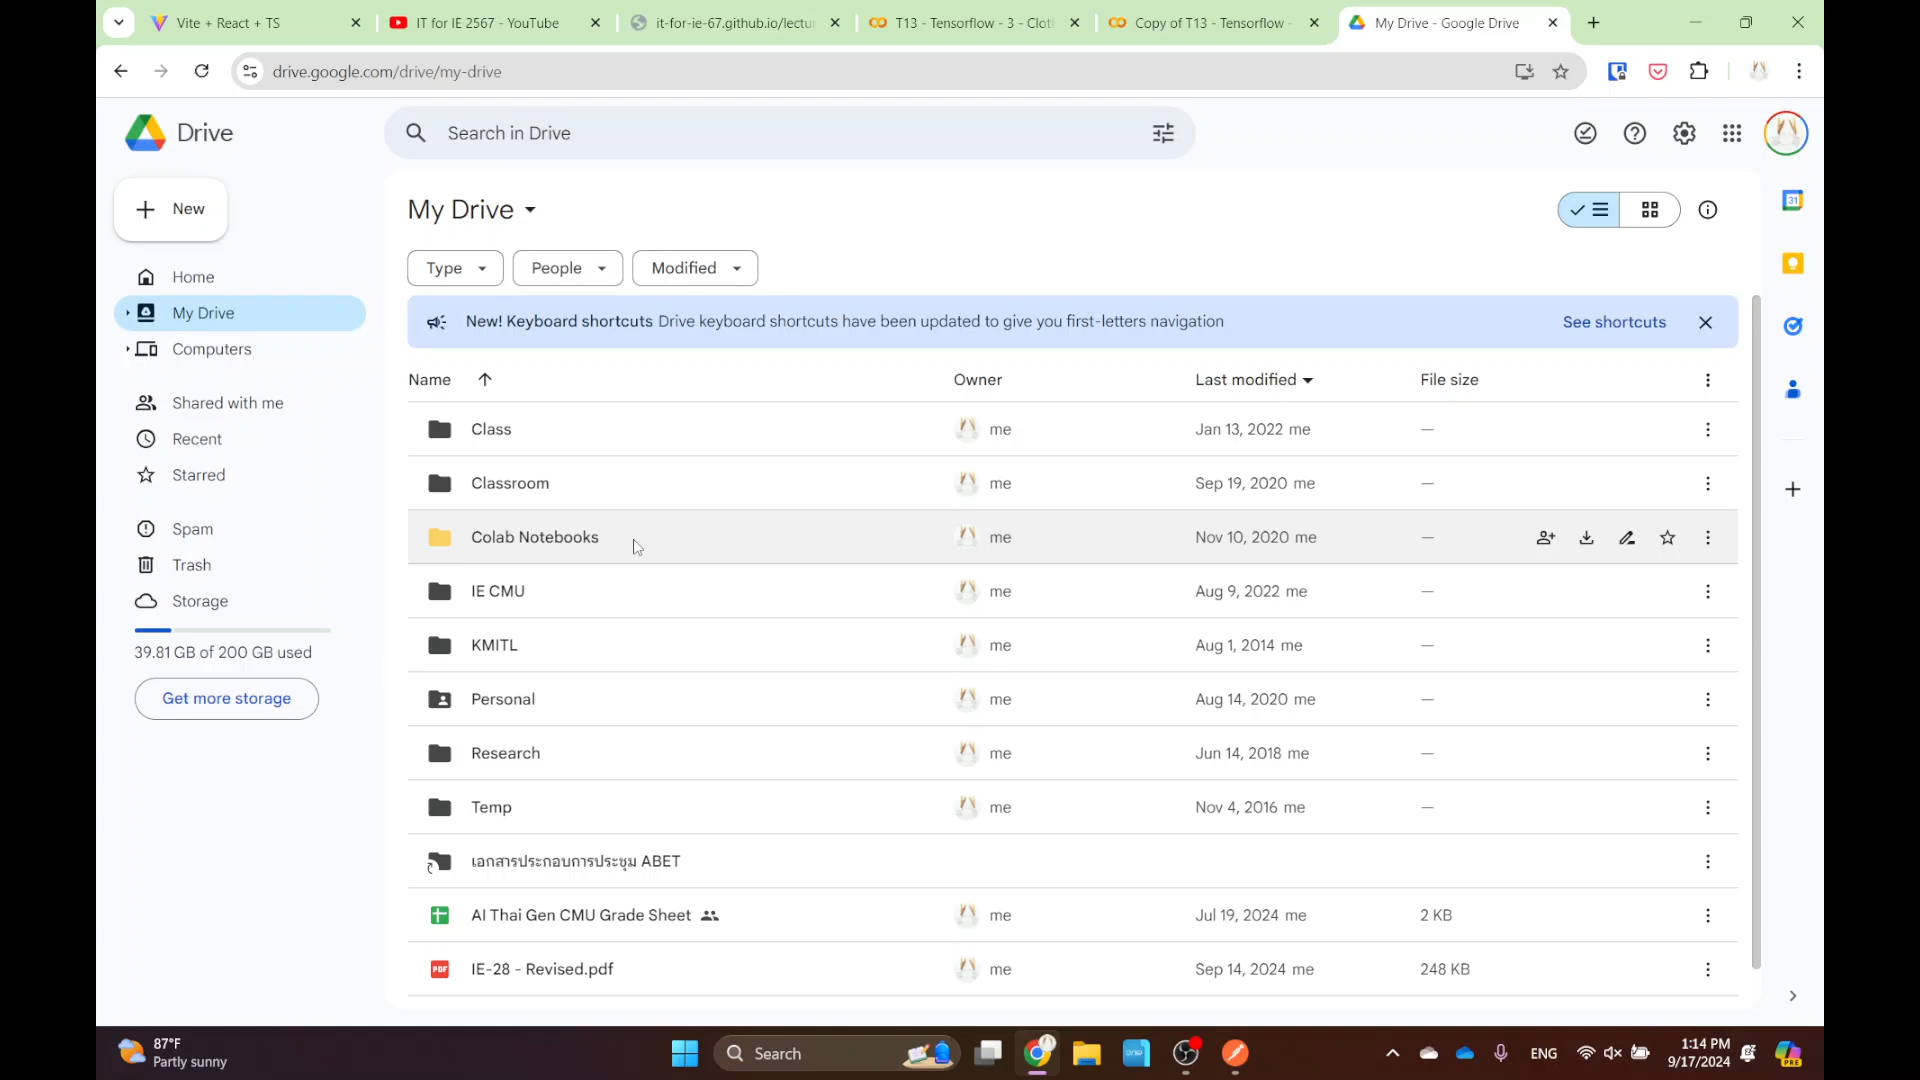 Vite + React + TS
IT for IE 2567 - YouTube
it-for-ie-67.github.io/lectu
T13 - Tensorflow - 3 - Clot
Copy of T13 - Tensorflow -
My Drive - Google Drive
drive.google.com/drive/my-drive
Drive
Search in Drive
New
My Drive
31
Type
People
Modified
Home
My Drive
Computers
New! Keyboard shortcuts Drive keyboard shortcuts have been updated to give you first-letters navigation
See shortcuts
Name
Owner
Last modified
File size
Shared with me
Recent
Starred
Spam
Trash
Storage
39.81 GB of 200 GB used
Get more storage
Class me Jan 13, 2022 me —
Classroom me Sep 19, 2020 me —
Colab Notebooks me Nov 10, 2020 me —
IE CMU me Aug 9, 2022 me —
KMITL me Aug 1, 2014 me —
Personal me Aug 14, 2020 me —
Research me Jun 14, 2018 me —
Temp me Nov 4, 2016 me —
เอกสารประกอบการประชุม ABET
AI Thai Gen CMU Grade Sheet me Jul 19, 2024 me 2 KB
PDF IE-28 - Revised.pdf me Sep 14, 2024 me 248 KB
87°F
Partly sunny
Search
ENG
1:14 PM
9/17/2024
PRE